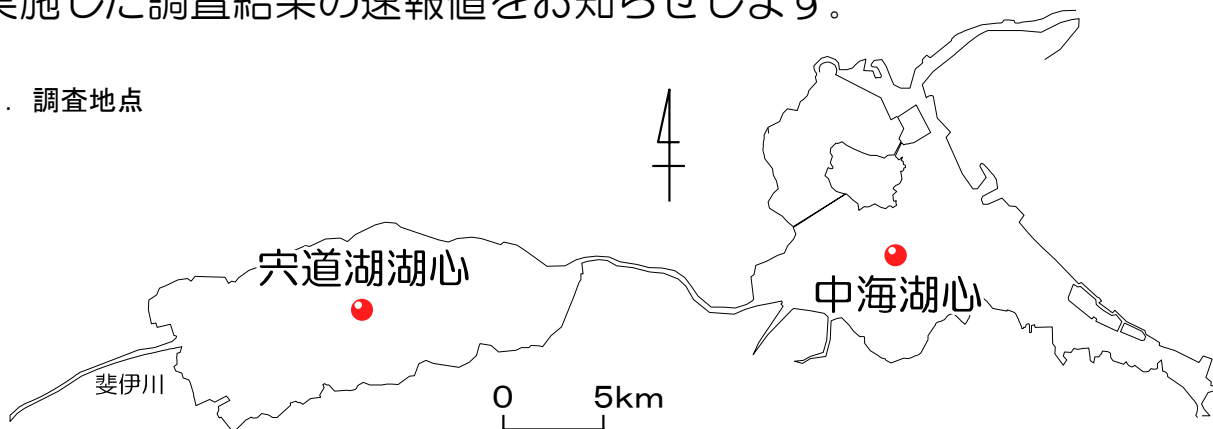 実施した調査結果の速報値をお知らせします。
. 調査地点
宍道湖湖心
中海湖心
斐伊川
0 5km